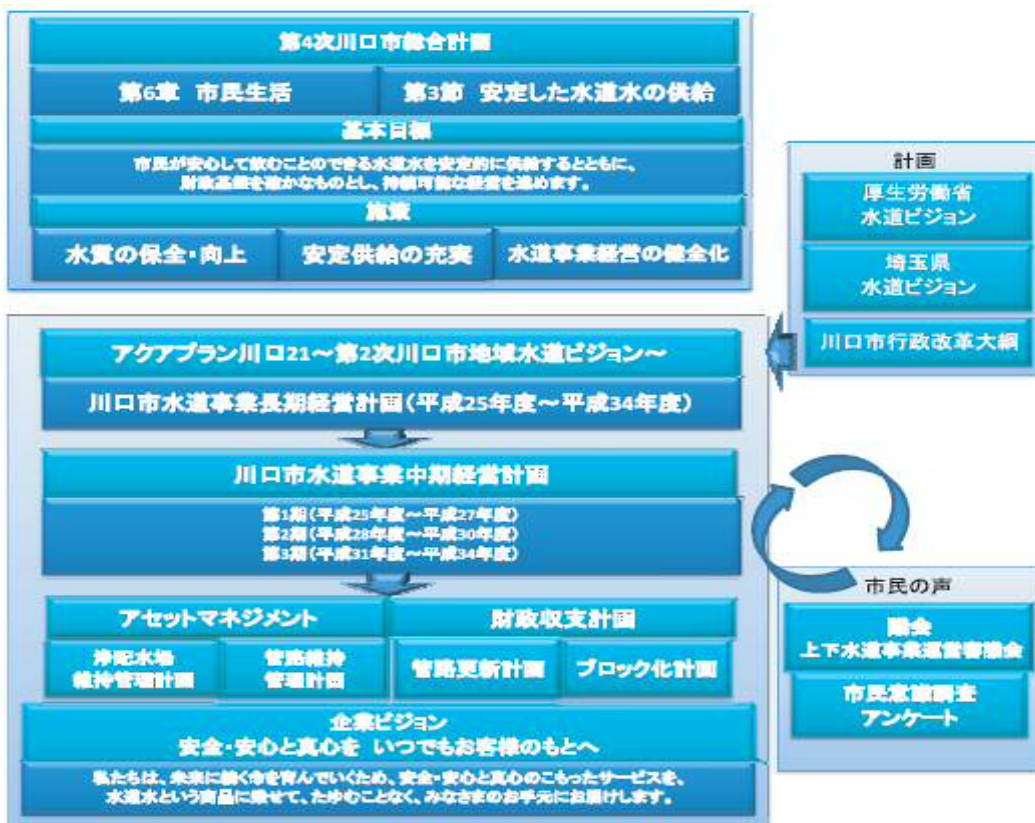 第4次川口市総合計画
第6章 市民生活
第3節 安定した水道水の供給
基本目標
市民が安心して飲むことのできる水道水を安定的に供給するとともに、
財政基盤を確かなものとし、持続可能な経営を進めます。
施策
水質の保全・向上
安定供給の充実
水道事業経営の健全化
計画
厚生労働省
水道ビジョン
埼玉県
水道ビジョン
川口市行政改革大綱
アクアプラン川口21～第2次川口市地域水道ビジョン～
川口市水道事業長期経営計画(平成25年度～平成34年度)
川口市水道事業中期経営計画
第1期(平成25年度～平成27年度)
第2期(平成28年度～平成30年度)
第3期(平成31年度～平成34年度)
アセットマネジメント
財政収支計画
浄配水場
維持管理計画
管路維持
管理計画
管路更新計画
ブロック化計画
企業ビジョン
安全・安心と真心を いつでもお客様のもとへ
私たちは、未来に続く命を育んでいくため、安全・安心と真心のこもったサービスを、
水道水という商品に乗せて、たゆむことなく、みなさまのお手元にお届けします。
市民の声
議会
上下水道事業運営審議会
市民意識調査
アンケート